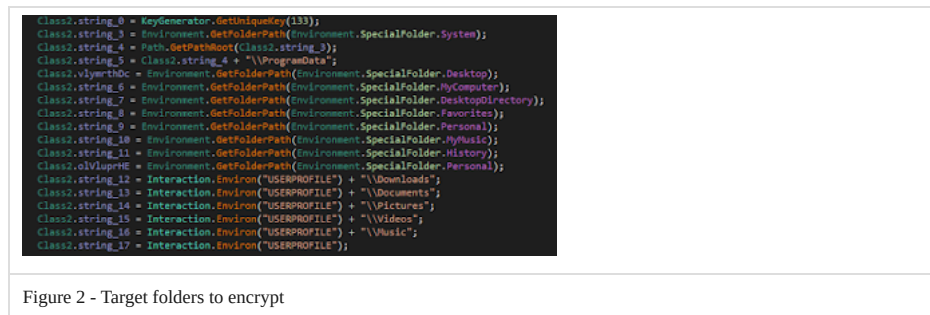 Class2.string_0 = KeyGenerator.GetUniqueKey(133);
Class2.string_3 = Environment.GetFolderPath(Environment.SpecialFolder.System);
Class2.string_4 = Path.GetPathRoot(Class2.string_3);
Class2.string_5 = Class2.string_4 + "\\ProgramData";
Class2.vlymrthDc = Environment.GetFolderPath(Environment.SpecialFolder.Desktop);
Class2.string_6 = Environment.GetFolderPath(Environment.SpecialFolder.MyComputer);
Class2.string_7 = Environment.GetFolderPath(Environment.SpecialFolder.DesktopDirectory);
Class2.string_8 = Environment.GetFolderPath(Environment.SpecialFolder.Favorites);
Class2.string_9 = Environment.GetFolderPath(Environment.SpecialFolder.Personal);
Class2.string_10 = Environment.GetFolderPath(Environment.SpecialFolder.MyMusic);
Class2.string_11 = Environment.GetFolderPath(Environment.SpecialFolder.History);
Class2.olVluprHE = Environment.GetFolderPath(Environment.SpecialFolder.Personal);
Class2.string_12 = Interaction.Environ("USERPROFILE") + "\\Downloads";
Class2.string_13 = Interaction.Environ("USERPROFILE") + "\\Documents";
Class2.string_14 = Interaction.Environ("USERPROFILE") + "\\Pictures";
Class2.string_15 = Interaction.Environ("USERPROFILE") + "\\Videos";
Class2.string_16 = Interaction.Environ("USERPROFILE") + "\\Music";
Class2.string_17 = Interaction.Environ("USERPROFILE");
Figure 2 - Target folders to encrypt